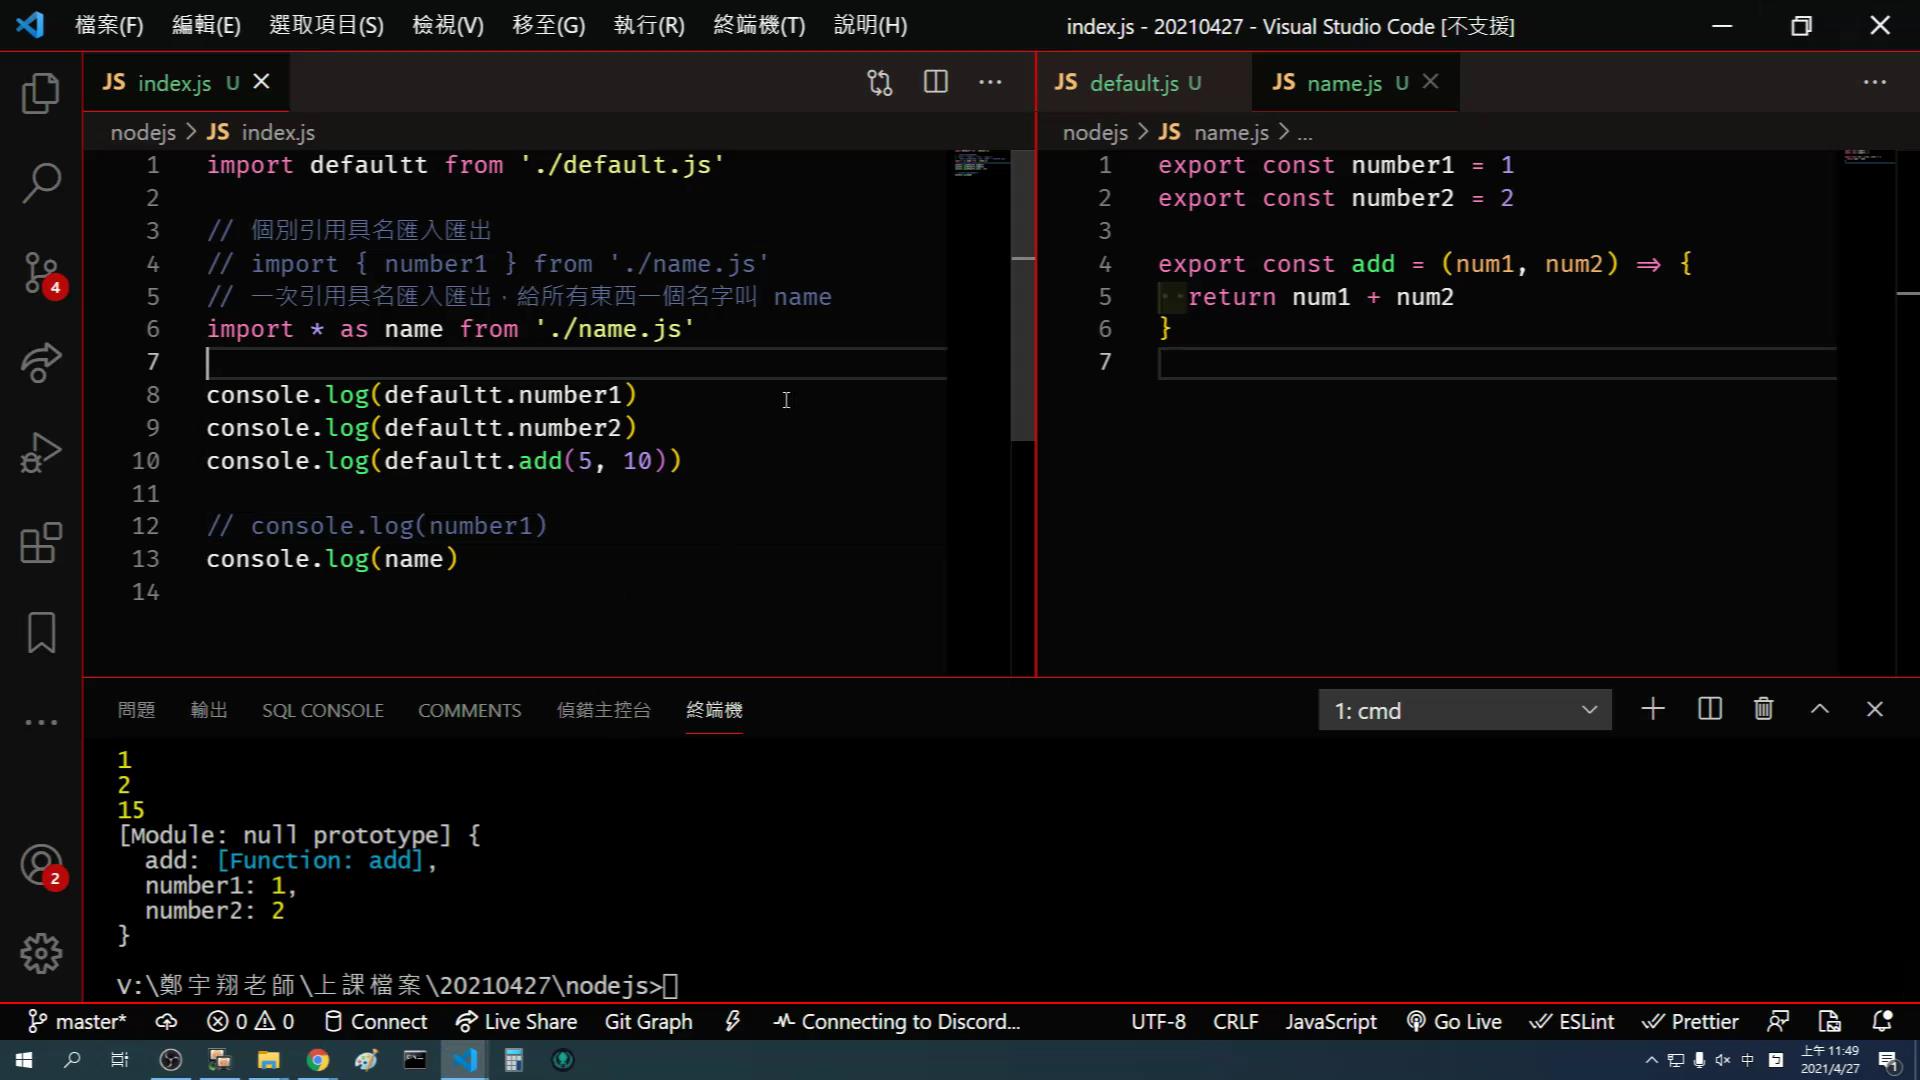 檔案(F) 編輯(E) 選取項目(S) 檢視(V) 移至(G) 執行(R) 終端機(T) 說明(H) index.js - 20210427 - Visual Studio Code [不支援]
JS index.js U
nodejs > JS index.js
1 import defaultt from './default.js'
2
3 // 個別引用具名匯入匯出
4 // import { number1 } from './name.js'
5 // 一次引用具名匯入匯出，給所有東西一個名字叫 name
6 import * as name from './name.js'
7
8 console.log(defaultt.number1)
9 console.log(defaultt.number2)
10 console.log(defaultt.add(5, 10))
11
12 // console.log(number1)
13 console.log(name)
14
JS default.js U JS name.js U
nodejs > JS name.js > ...
1 export const number1 = 1
2 export const number2 = 2
3
4 export const add = (num1, num2) => {
5 return num1 + num2
6 }
7
4
2
問題 輸出 SQL CONSOLE COMMENTS 偵錯主控台 終端機 1: cmd
1
2
15
[Module: null prototype] {
add: [Function: add],
number1: 1,
number2: 2
}
V:\鄭宇翔老師\上課檔案\20210427\nodejs>
master* 0 0 Connect Live Share Git Graph Connecting to Discord... UTF-8 CRLF JavaScript Go Live ESLint Prettier
中 上午 11:49
2021/4/27 1